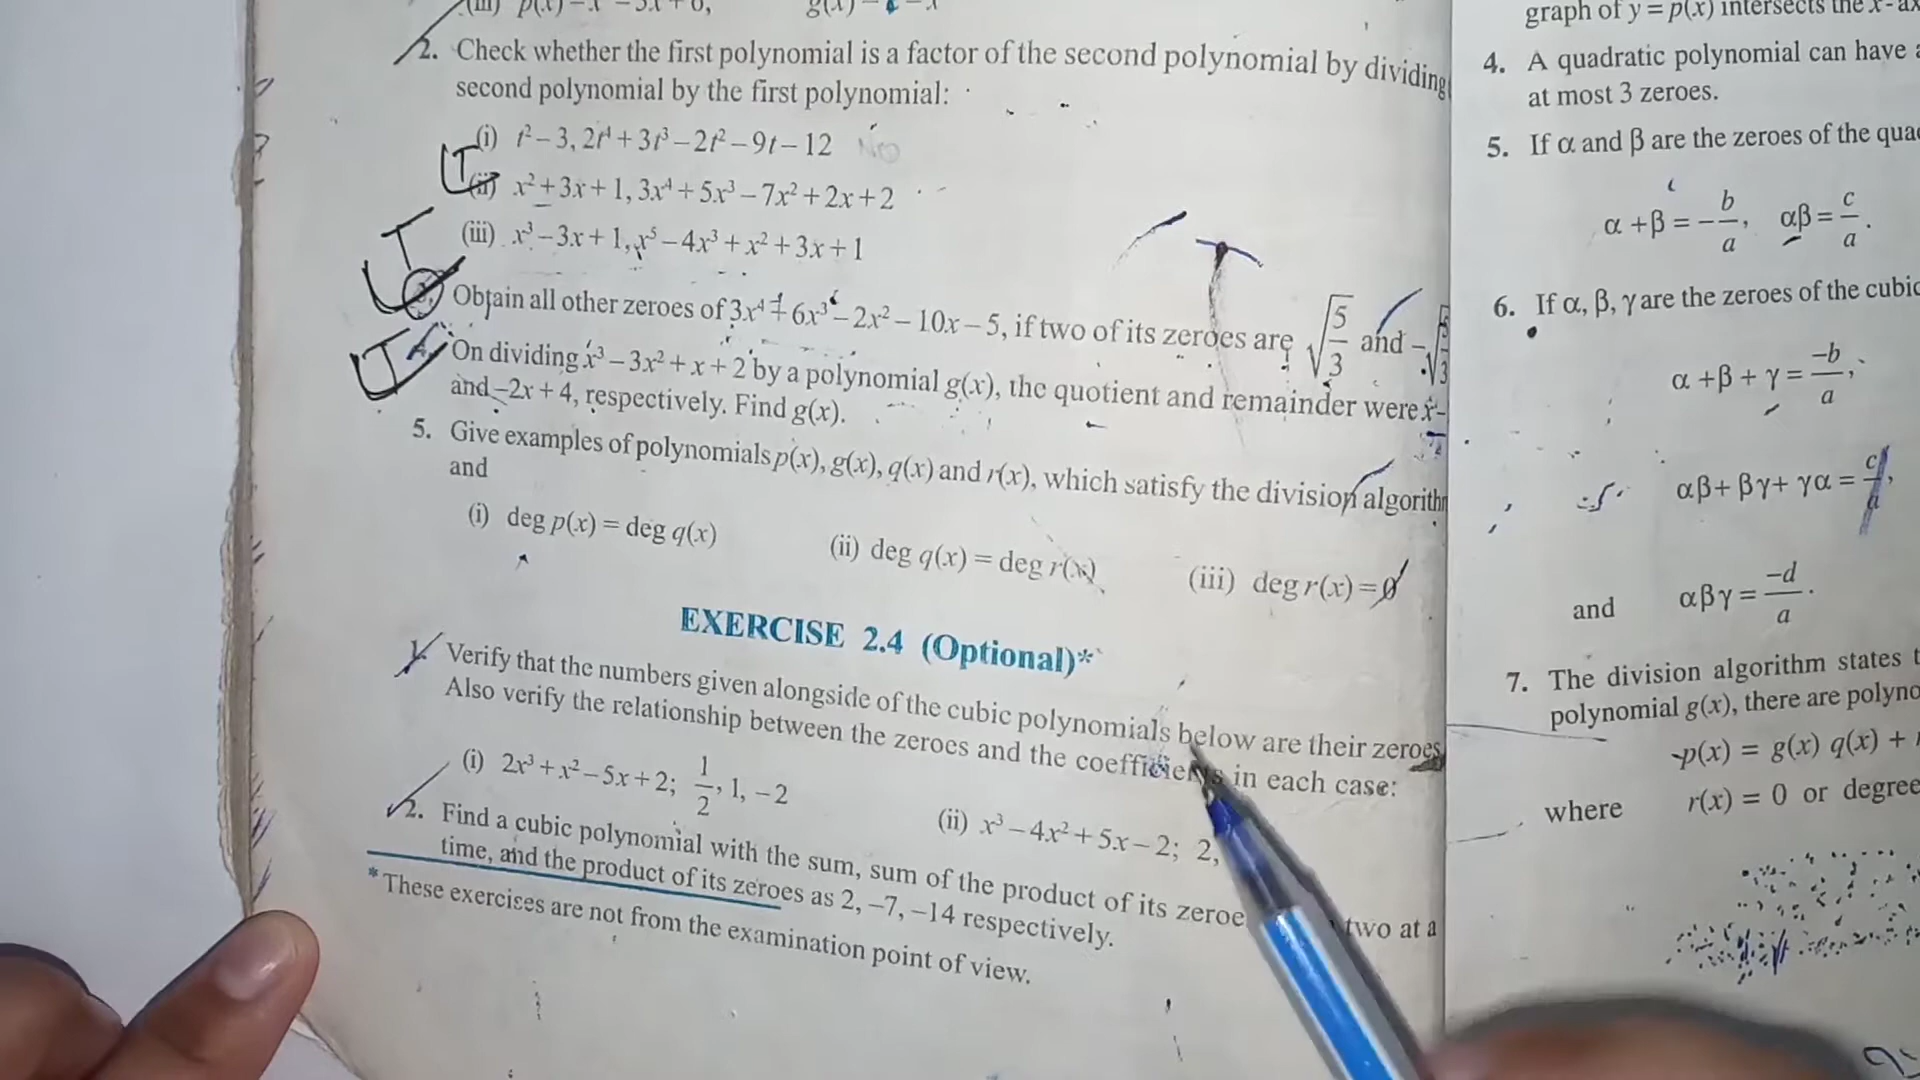 2. Check whether the first polynomial is a factor of the second polynomial by dividing
second polynomial by the first polynomial:
(i) t² – 3, 2t⁴ + 3t³ – 2t² – 9t – 12 No
(ii) x² + 3x + 1, 3x⁴ + 5x³ – 7x² + 2x + 2
(iii) x³ – 3x + 1, x⁵ – 4x³ + x² + 3x + 1
Obtain all other zeroes of 3x⁴ + 6x³ – 2x² – 10x – 5, if two of its zeroes are √5/3 and –√5/3
On dividing x³ – 3x² + x + 2 by a polynomial g(x), the quotient and remainder were x –
and –2x + 4, respectively. Find g(x).
5. Give examples of polynomials p(x), g(x), q(x) and r(x), which satisfy the division
and
(i) deg p(x) = deg q(x) (ii) deg q(x) = deg r(x) (iii) deg r(x) = 0
EXERCISE 2.4 (Optional)*
1. Verify that the numbers given alongside of the cubic polynomials below are their zeroes
Also verify the relationship between the zeroes and the coefficients in each case:
(i) 2x³ + x² – 5x + 2; 1/2, 1, –2 (ii) x³ – 4x² + 5x – 2; 2,
2. Find a cubic polynomial with the sum, sum of the product of its two at a
time, and the product of its zeroes as 2, –7, –14 respectively.
*These exercises are not from the examination point of view.
graph of y = p(x) intersects the x-
4. A quadratic polynomial can have
at most 3 zeroes.
5. If α and β are the zeroes of the
α + β = –b/a, αβ = c/a.
6. If α, β, γ are the zeroes of the
α + β + γ = –b/a,
αβ + βγ + γα = c/a,
and αβγ = –d/a.
7. The division algorithm states
polynomial g(x), there are
p(x) = g(x) q(x) +
where r(x) = 0 or degree